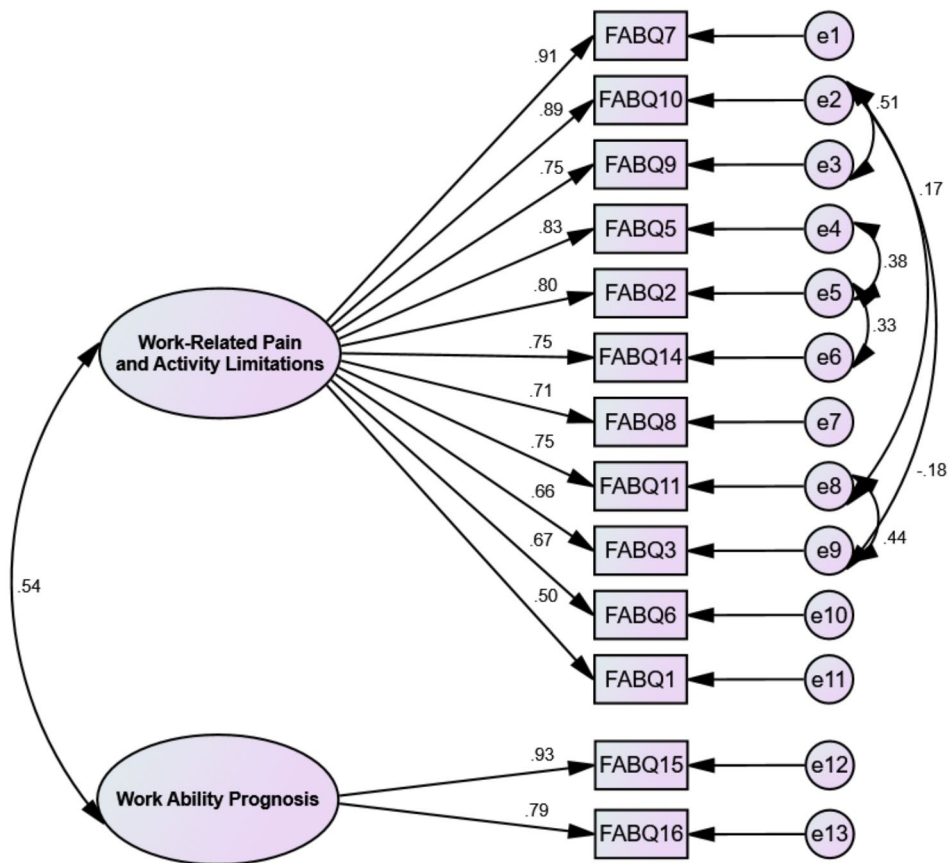 FABQ7
e1
.91
FABQ10
e2
.51
.89
FABQ9
e3
.75
.17
FABQ5
e4
.83
.38
FABQ2
e5
.80
.33
Work-Related Pain
and Activity Limitations
FABQ14
e6
.75
FABQ8
e7
.71
FABQ11
e8
.75
-.18
FABQ3
e9
.66
.44
FABQ6
e10
.67
FABQ1
e11
.50
.54
Work Ability Prognosis
FABQ15
e12
.93
FABQ16
e13
.79